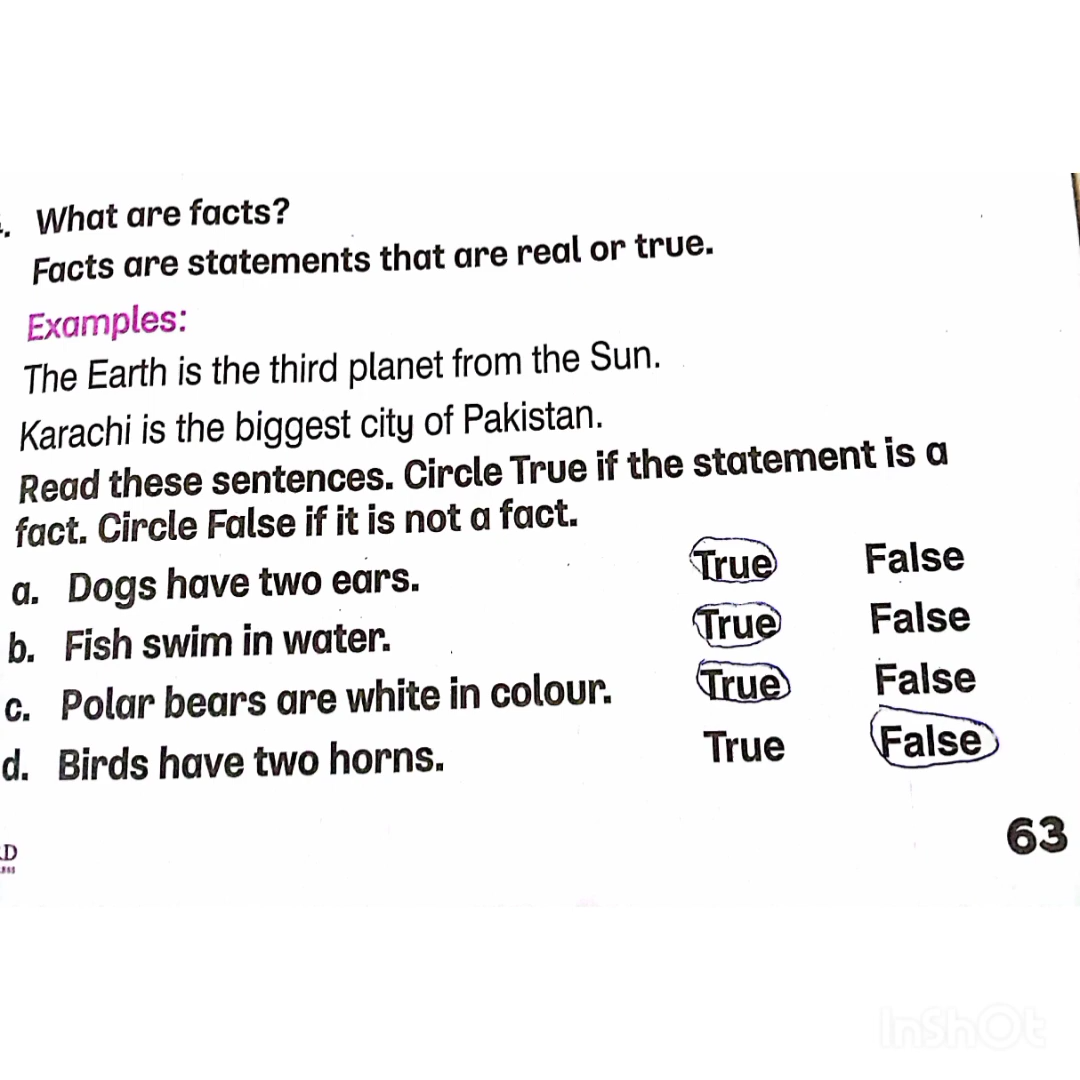 . What are facts?
Facts are statements that are real or true.
Examples:
The Earth is the third planet from the Sun.
Karachi is the biggest city of Pakistan.
Read these sentences. Circle True if the statement is a
fact. Circle False if it is not a fact.
a. Dogs have two ears. True False
b. Fish swim in water. True False
c. Polar bears are white in colour. True False
d. Birds have two horns. True False
63
D
InShOt